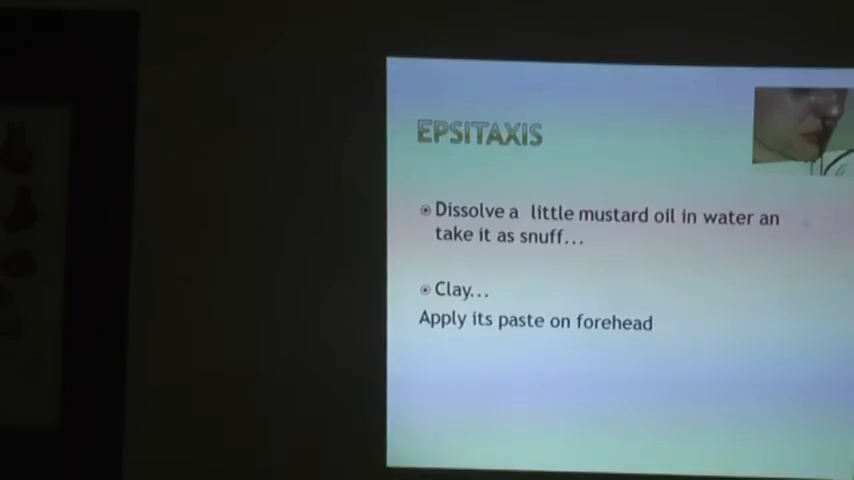 EPSITAXIS
Dissolve a little mustard oil in water an
take it as snuff...
Clay...
Apply its paste on forehead